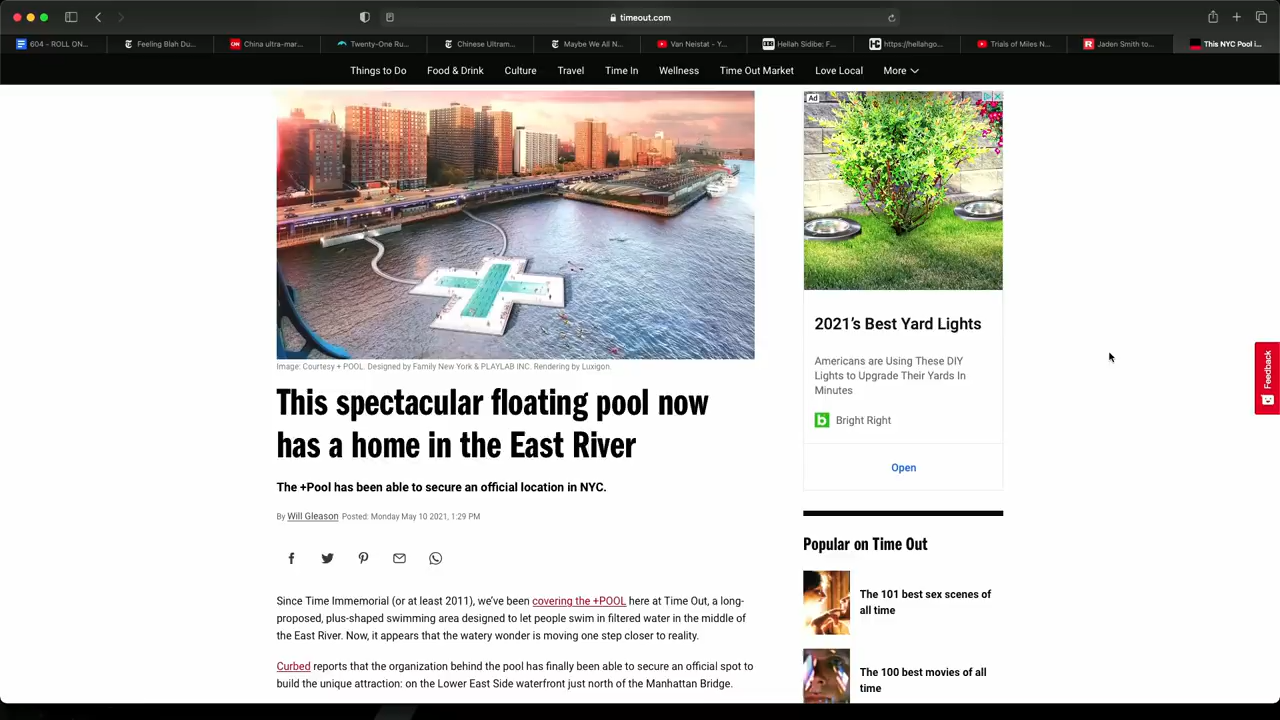 timeout.com
604 - ROLL ON...
Feeling Blah Du...
China ultra-mar...
Twenty-One Ru...
Chinese Ultram...
Maybe We All N...
Van Neistat - Y...
Hellah Sidibe: F...
https://hellahgo...
Trials of Miles N...
Jaden Smith to...
This NYC Pool i...
Things to Do
Food & Drink
Culture
Travel
Time In
Wellness
Time Out Market
Love Local
More
Ad
Image: Courtesy + POOL. Designed by Family New York & PLAYLAB INC. Rendering by Luxigon.
This spectacular floating pool now
has a home in the East River
The +Pool has been able to secure an official location in NYC.
By Will Gleason Posted: Monday May 10 2021, 1:29 PM
Since Time Immemorial (or at least 2011), we've been covering the +POOL here at Time Out, a long-
proposed, plus-shaped swimming area designed to let people swim in filtered water in the middle of
the East River. Now, it appears that the watery wonder is moving one step closer to reality.
Curbed reports that the organization behind the pool has finally been able to secure an official spot to
build the unique attraction: on the Lower East Side waterfront just north of the Manhattan Bridge.
2021's Best Yard Lights
Americans are Using These DIY
Lights to Upgrade Their Yards In
Minutes
b Bright Right
Open
Popular on Time Out
The 101 best sex scenes of
all time
The 100 best movies of all
time
Feedback